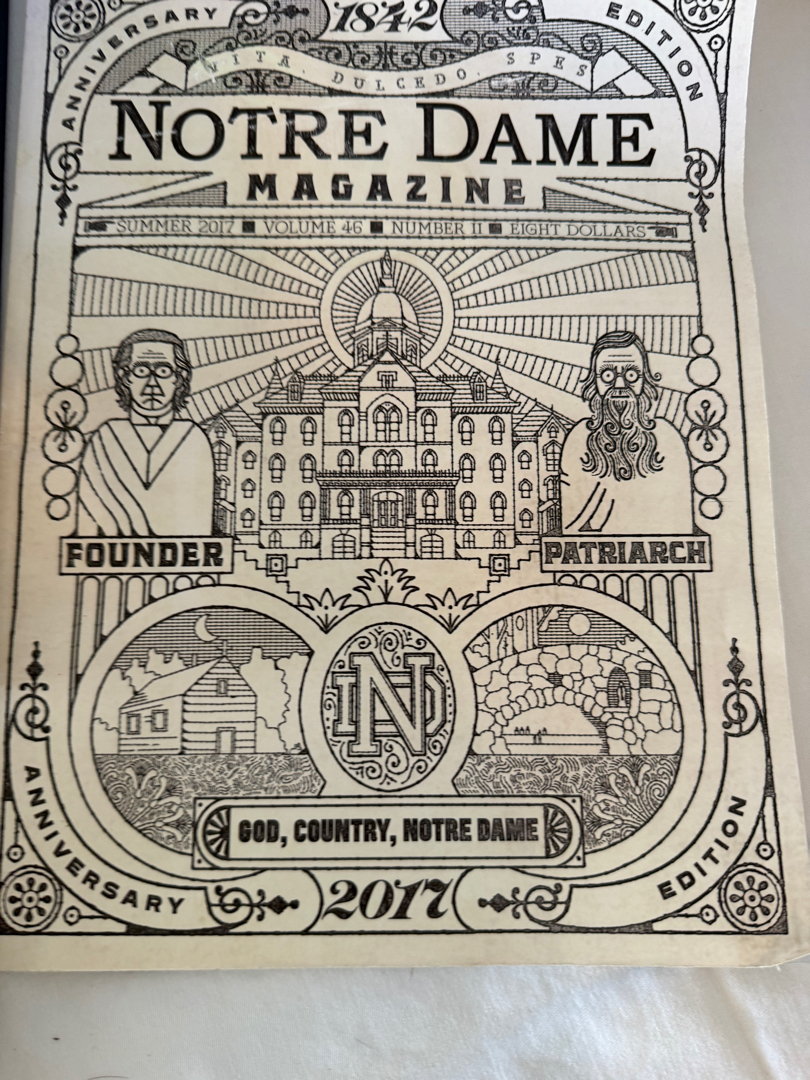 1842
ANNIVERSARY EDITION
VITA · DULCEDO · SPES
NOTRE DAME
MAGAZINE
SUMMER 2017 ■ VOLUME 46 ■ NUMBER II ■ EIGHT DOLLARS
FOUNDER
PATRIARCH
ND
GOD, COUNTRY, NOTRE DAME
ANNIVERSARY EDITION
2017